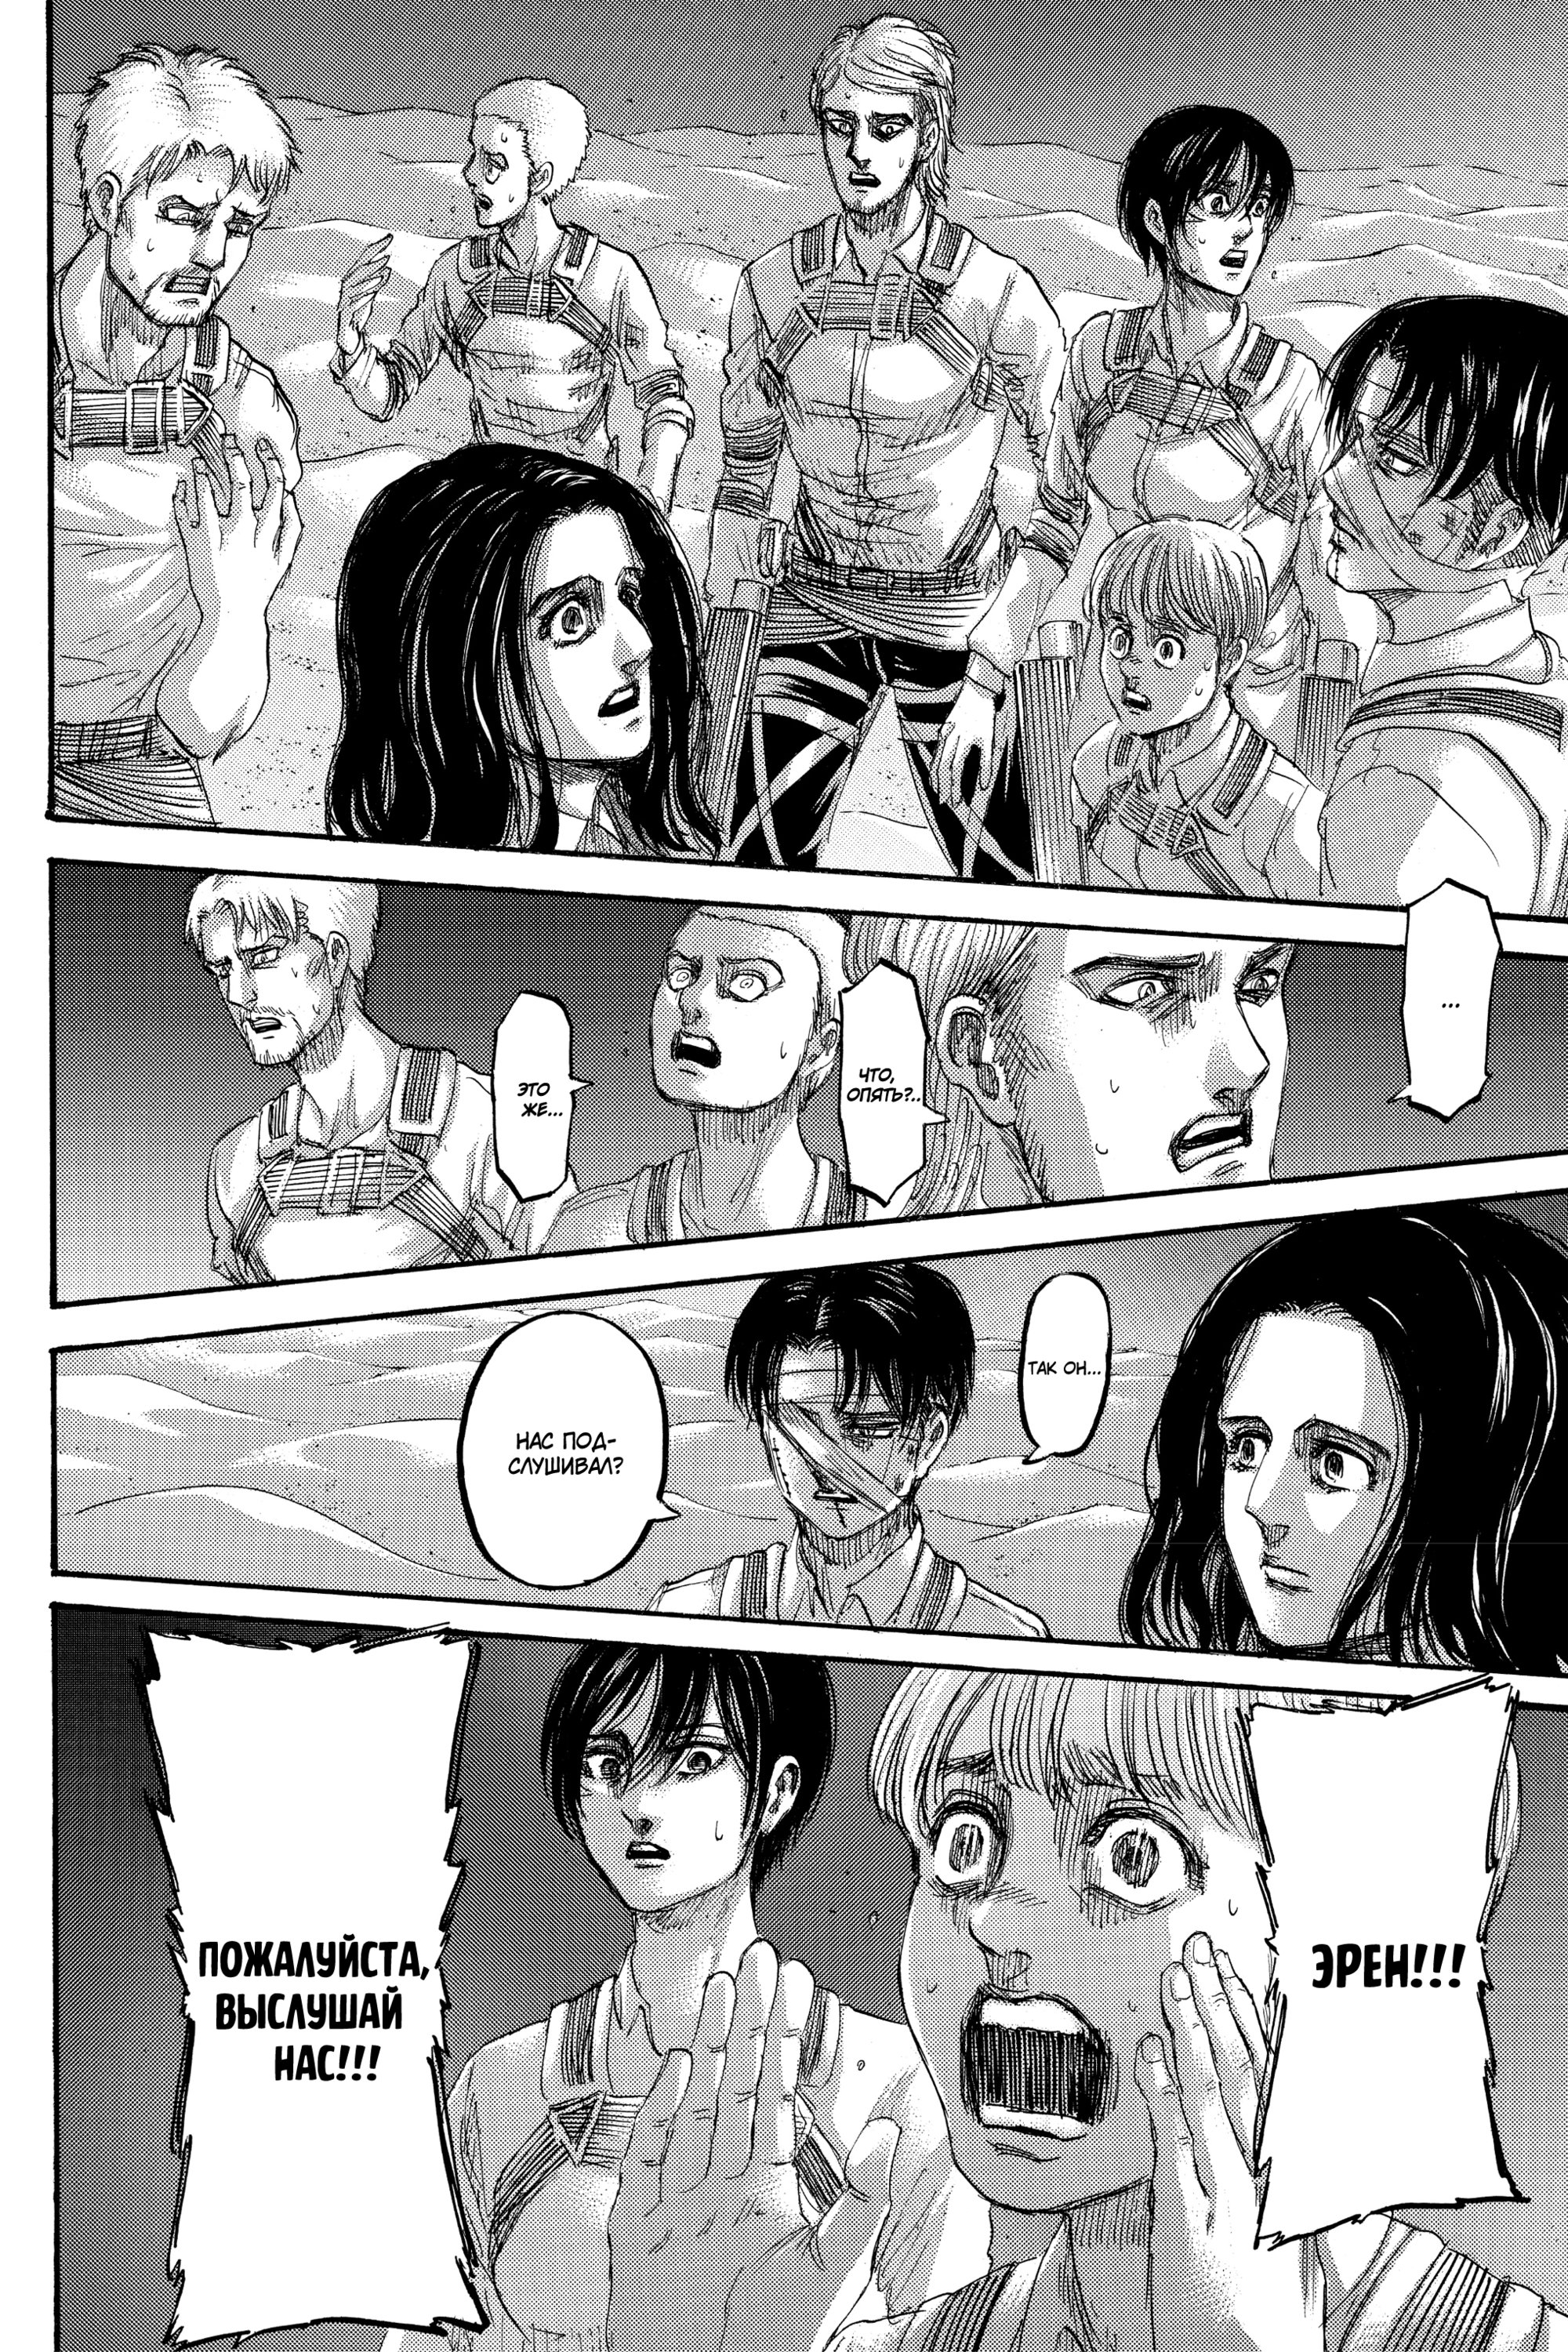 ...
ЧТО,
ОПЯТЬ?..
ЭТО
ЖЕ...
ТАК ОН...
НАС ПОД-
СЛУШИВАЛ?
ЭРЕН!!!
ПОЖАЛУЙСТА,
ВЫСЛУШАЙ
НАС!!!